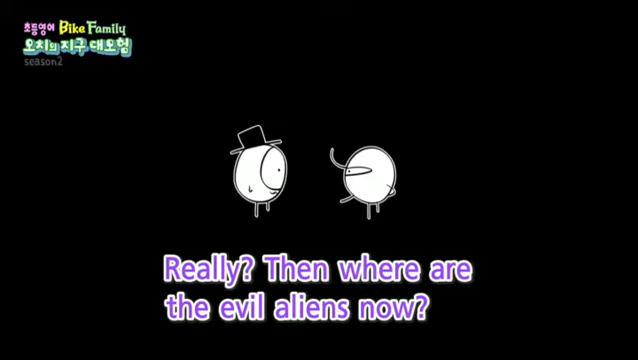 초등영어 Bike Family
오치의 지구 대모험
season2
Really? Then where are
the evil aliens now?